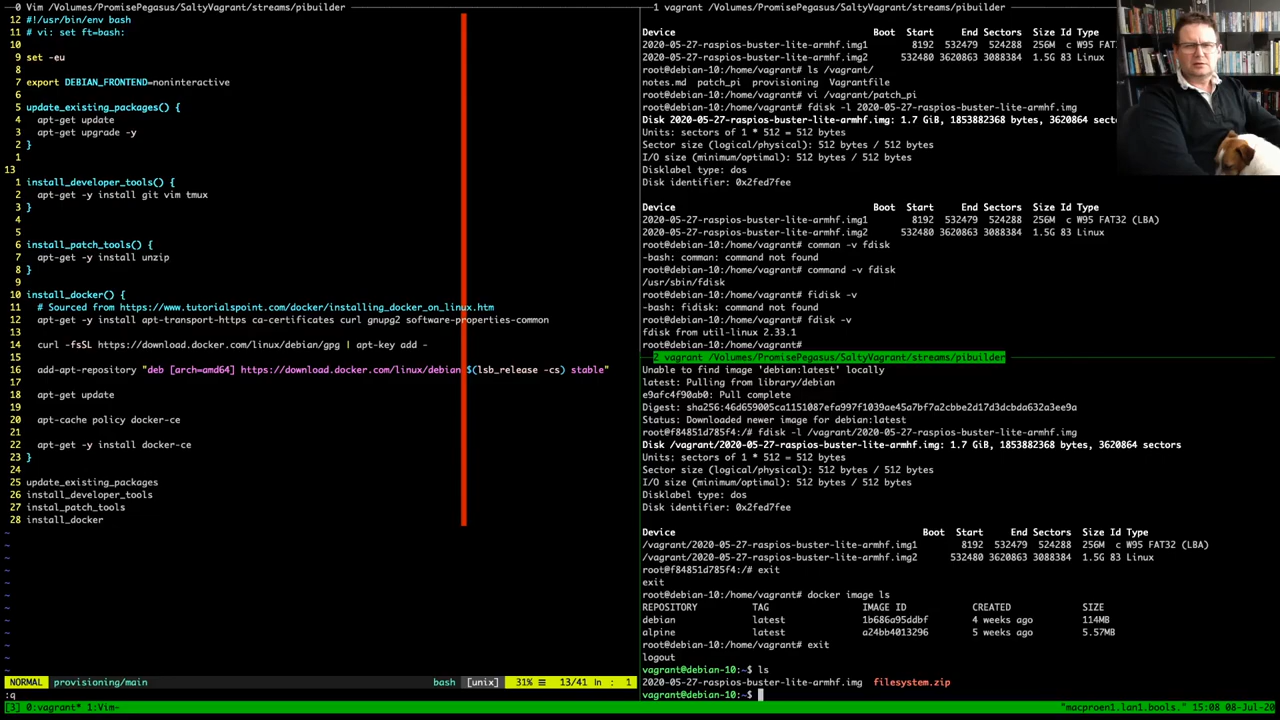 0 Vim /Volumes/PromisePegasus/SaltyVagrant/streams/pibuilder
12 #!/usr/bin/env bash
11 # vi: set ft=bash:
10
9 set -eu
8
7 export DEBIAN_FRONTEND=noninteractive
6
5 update_existing_packages() {
4 apt-get update
3 apt-get upgrade -y
2 }
1
13
1 install_developer_tools() {
2 apt-get -y install git vim tmux
3 }
4
5
6 install_patch_tools() {
7 apt-get -y install unzip
8 }
9
10 install_docker() {
11 # Sourced from https://www.tutorialspoint.com/docker/installing_docker_on_linux.htm
12 apt-get -y install apt-transport-https ca-certificates curl gnupg2 software-properties-common
13
14 curl -fsSL https://download.docker.com/linux/debian/gpg | apt-key add -
15
16 add-apt-repository "deb [arch=amd64] https://download.docker.com/linux/debian $(lsb_release -cs) stable"
17
18 apt-get update
19
20 apt-cache policy docker-ce
21
22 apt-get -y install docker-ce
23 }
24
25 update_existing_packages
26 install_developer_tools
27 instal_patch_tools
28 install_docker
~
~
~
~
~
~
~
~
~
~
~
~
NORMAL provisioning/main bash [unix] 31% ☰ 13/41 ln : 1
:q
1 vagrant /Volumes/PromisePegasus/SaltyVagrant/streams/pibuilder
Device Boot Start End Sectors Size Id Type
2020-05-27-raspios-buster-lite-armhf.img1 8192 532479 524288 256M c W95 FAT
2020-05-27-raspios-buster-lite-armhf.img2 532480 3620863 3088384 1.5G 83 Linux
root@debian-10:/home/vagrant# ls /vagrant/
notes.md patch_pi provisioning Vagrantfile
root@debian-10:/home/vagrant# vi /vagrant/patch_pi
root@debian-10:/home/vagrant# fdisk -l 2020-05-27-raspios-buster-lite-armhf.img
Disk 2020-05-27-raspios-buster-lite-armhf.img: 1.7 GiB, 1853882368 bytes, 3620864 secto
Units: sectors of 1 * 512 = 512 bytes
Sector size (logical/physical): 512 bytes / 512 bytes
I/O size (minimum/optimal): 512 bytes / 512 bytes
Disklabel type: dos
Disk identifier: 0x2fed7fee
Device Boot Start End Sectors Size Id Type
2020-05-27-raspios-buster-lite-armhf.img1 8192 532479 524288 256M c W95 FAT32 (LBA)
2020-05-27-raspios-buster-lite-armhf.img2 532480 3620863 3088384 1.5G 83 Linux
root@debian-10:/home/vagrant# comman -v fdisk
-bash: comman: command not found
root@debian-10:/home/vagrant# command -v fdisk
/usr/sbin/fdisk
root@debian-10:/home/vagrant# fidisk -v
-bash: fidisk: command not found
root@debian-10:/home/vagrant# fdisk -v
fdisk from util-linux 2.33.1
root@debian-10:/home/vagrant#
2 vagrant /Volumes/PromisePegasus/SaltyVagrant/streams/pibuilder
Unable to find image 'debian:latest' locally
latest: Pulling from library/debian
e9afc4f90ab0: Pull complete
Digest: sha256:46d659005ca1151087efa997f1039ae45a7bf7a2cbbe2d17d3dcbda632a3ee9a
Status: Downloaded newer image for debian:latest
root@f84851d785f4:/# fdisk -l /vagrant/2020-05-27-raspios-buster-lite-armhf.img
Disk /vagrant/2020-05-27-raspios-buster-lite-armhf.img: 1.7 GiB, 1853882368 bytes, 3620864 sectors
Units: sectors of 1 * 512 = 512 bytes
Sector size (logical/physical): 512 bytes / 512 bytes
I/O size (minimum/optimal): 512 bytes / 512 bytes
Disklabel type: dos
Disk identifier: 0x2fed7fee
Device Boot Start End Sectors Size Id Type
/vagrant/2020-05-27-raspios-buster-lite-armhf.img1 8192 532479 524288 256M c W95 FAT32 (LBA)
/vagrant/2020-05-27-raspios-buster-lite-armhf.img2 532480 3620863 3088384 1.5G 83 Linux
root@f84851d785f4:/# exit
exit
root@debian-10:/home/vagrant# docker image ls
REPOSITORY TAG IMAGE ID CREATED SIZE
debian latest 1b686a95ddbf 4 weeks ago 114MB
alpine latest a24bb4013296 5 weeks ago 5.57MB
root@debian-10:/home/vagrant# exit
logout
vagrant@debian-10:~$ ls
2020-05-27-raspios-buster-lite-armhf.img filesystem.zip
vagrant@debian-10:~$
[3] 0:vagrant* 1:Vim- "macproen1.lan1.bools." 15:08 08-Jul-20